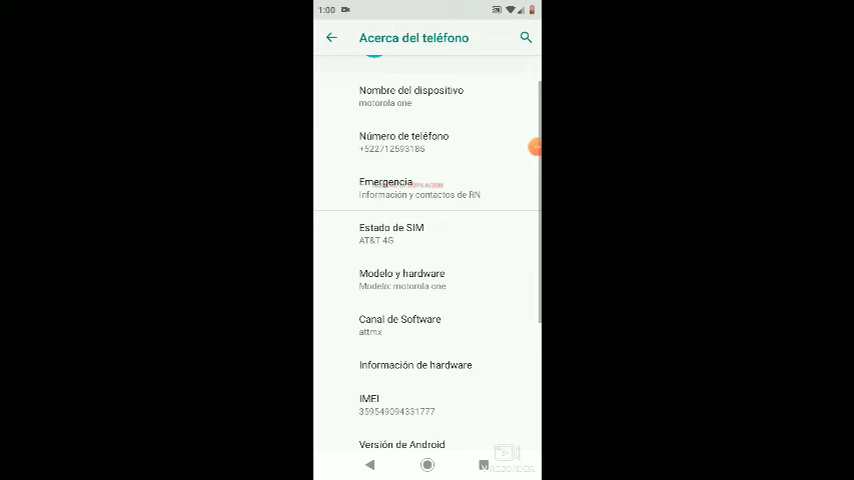 1:00
Acerca del teléfono
Nombre del dispositivo
motorola one
Número de teléfono
+522712593185
Emergencia
Información y contactos de RN
Estado de SIM
AT&T 4G
Modelo y hardware
Modelo: motorola one
Canal de Software
attmx
Información de hardware
IMEI
359549094331777
Versión de Android